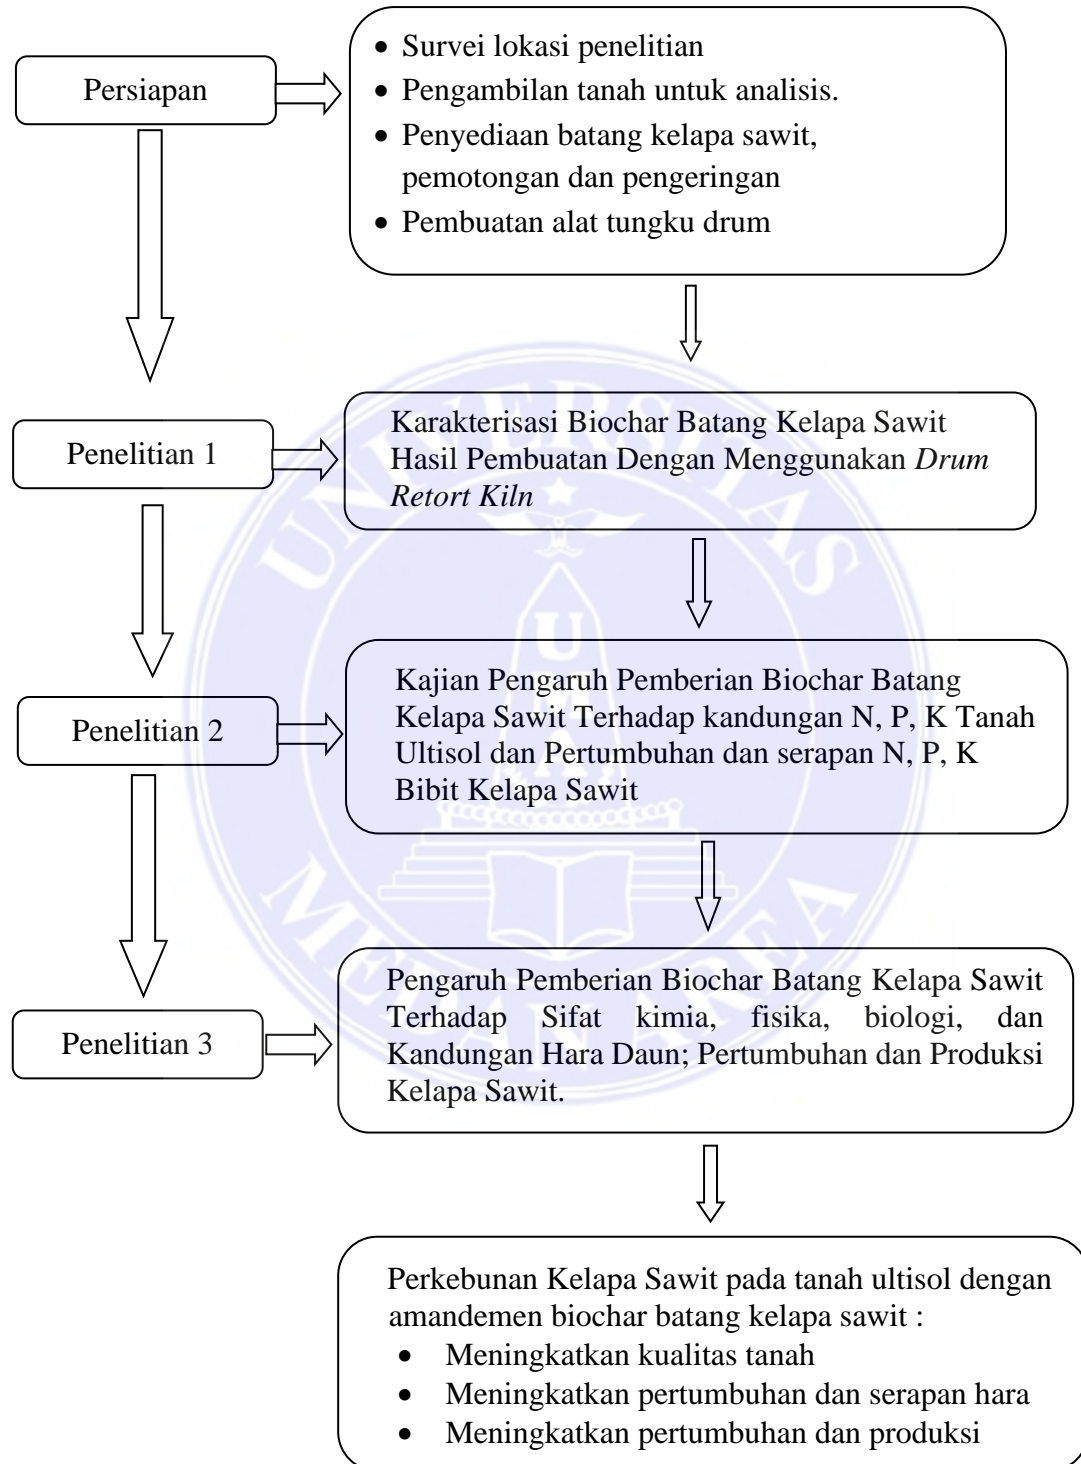 Persiapan
• Survei lokasi penelitian
• Pengambilan tanah untuk analisis.
• Penyediaan batang kelapa sawit,
pemotongan dan pengeringan
• Pembuatan alat tungku drum
Penelitian 1
Karakterisasi Biochar Batang Kelapa Sawit
Hasil Pembuatan Dengan Menggunakan Drum
Retort Kiln
Penelitian 2
Kajian Pengaruh Pemberian Biochar Batang
Kelapa Sawit Terhadap kandungan N, P, K Tanah
Ultisol dan Pertumbuhan dan serapan N, P, K
Bibit Kelapa Sawit
Penelitian 3
Pengaruh Pemberian Biochar Batang Kelapa Sawit
Terhadap Sifat kimia, fisika, biologi, dan
Kandungan Hara Daun; Pertumbuhan dan Produksi
Kelapa Sawit.
Perkebunan Kelapa Sawit pada tanah ultisol dengan
amandemen biochar batang kelapa sawit :
• Meningkatkan kualitas tanah
• Meningkatkan pertumbuhan dan serapan hara
• Meningkatkan pertumbuhan dan produksi
UNIVERSITAS
UMA
MEDAN AREA